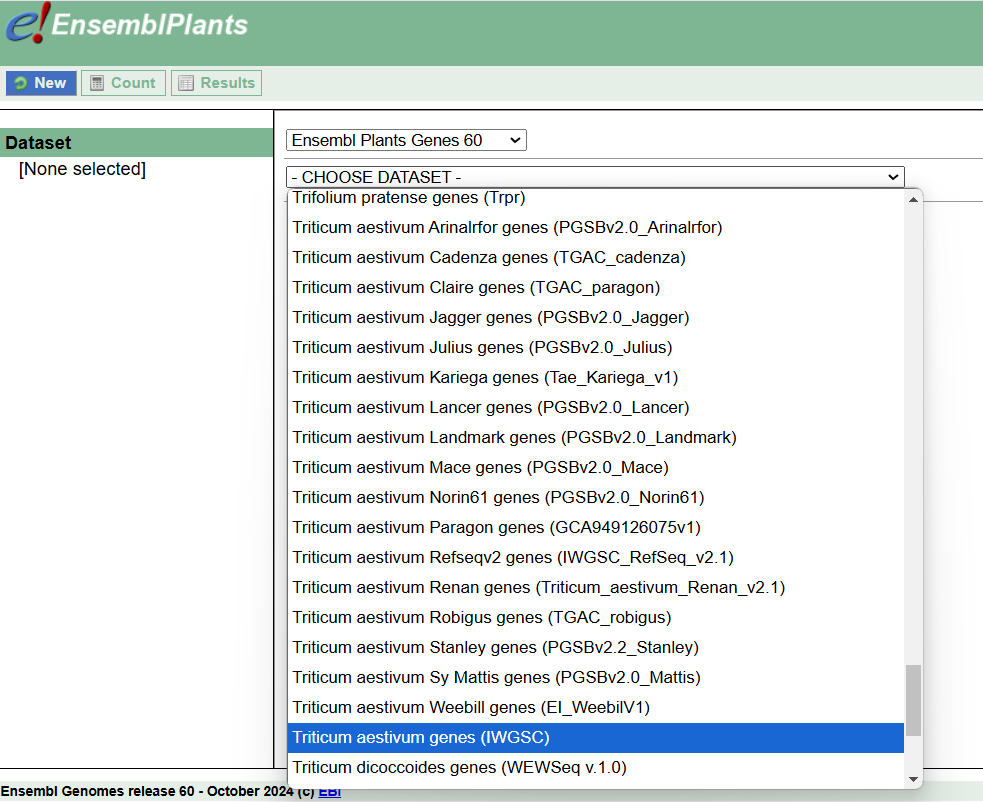 e! EnsemblPlants
New Count Results
Dataset
[None selected]
Ensembl Plants Genes 60
- CHOOSE DATASET -
Trifolium pratense genes (Trpr)
Triticum aestivum Arinalrfor genes (PGSBv2.0_Arinalrfor)
Triticum aestivum Cadenza genes (TGAC_cadenza)
Triticum aestivum Claire genes (TGAC_paragon)
Triticum aestivum Jagger genes (PGSBv2.0_Jagger)
Triticum aestivum Julius genes (PGSBv2.0_Julius)
Triticum aestivum Kariega genes (Tae_Kariega_v1)
Triticum aestivum Lancer genes (PGSBv2.0_Lancer)
Triticum aestivum Landmark genes (PGSBv2.0_Landmark)
Triticum aestivum Mace genes (PGSBv2.0_Mace)
Triticum aestivum Norin61 genes (PGSBv2.0_Norin61)
Triticum aestivum Paragon genes (GCA949126075v1)
Triticum aestivum Refseqv2 genes (IWGSC_RefSeq_v2.1)
Triticum aestivum Renan genes (Triticum_aestivum_Renan_v2.1)
Triticum aestivum Robigus genes (TGAC_robigus)
Triticum aestivum Stanley genes (PGSBv2.2_Stanley)
Triticum aestivum Sy Mattis genes (PGSBv2.0_Mattis)
Triticum aestivum Weebill genes (EI_WeebilV1)
Triticum aestivum genes (IWGSC)
Triticum dicoccoides genes (WEWSeq v.1.0)
Ensembl Genomes release 60 - October 2024 (c) EBI